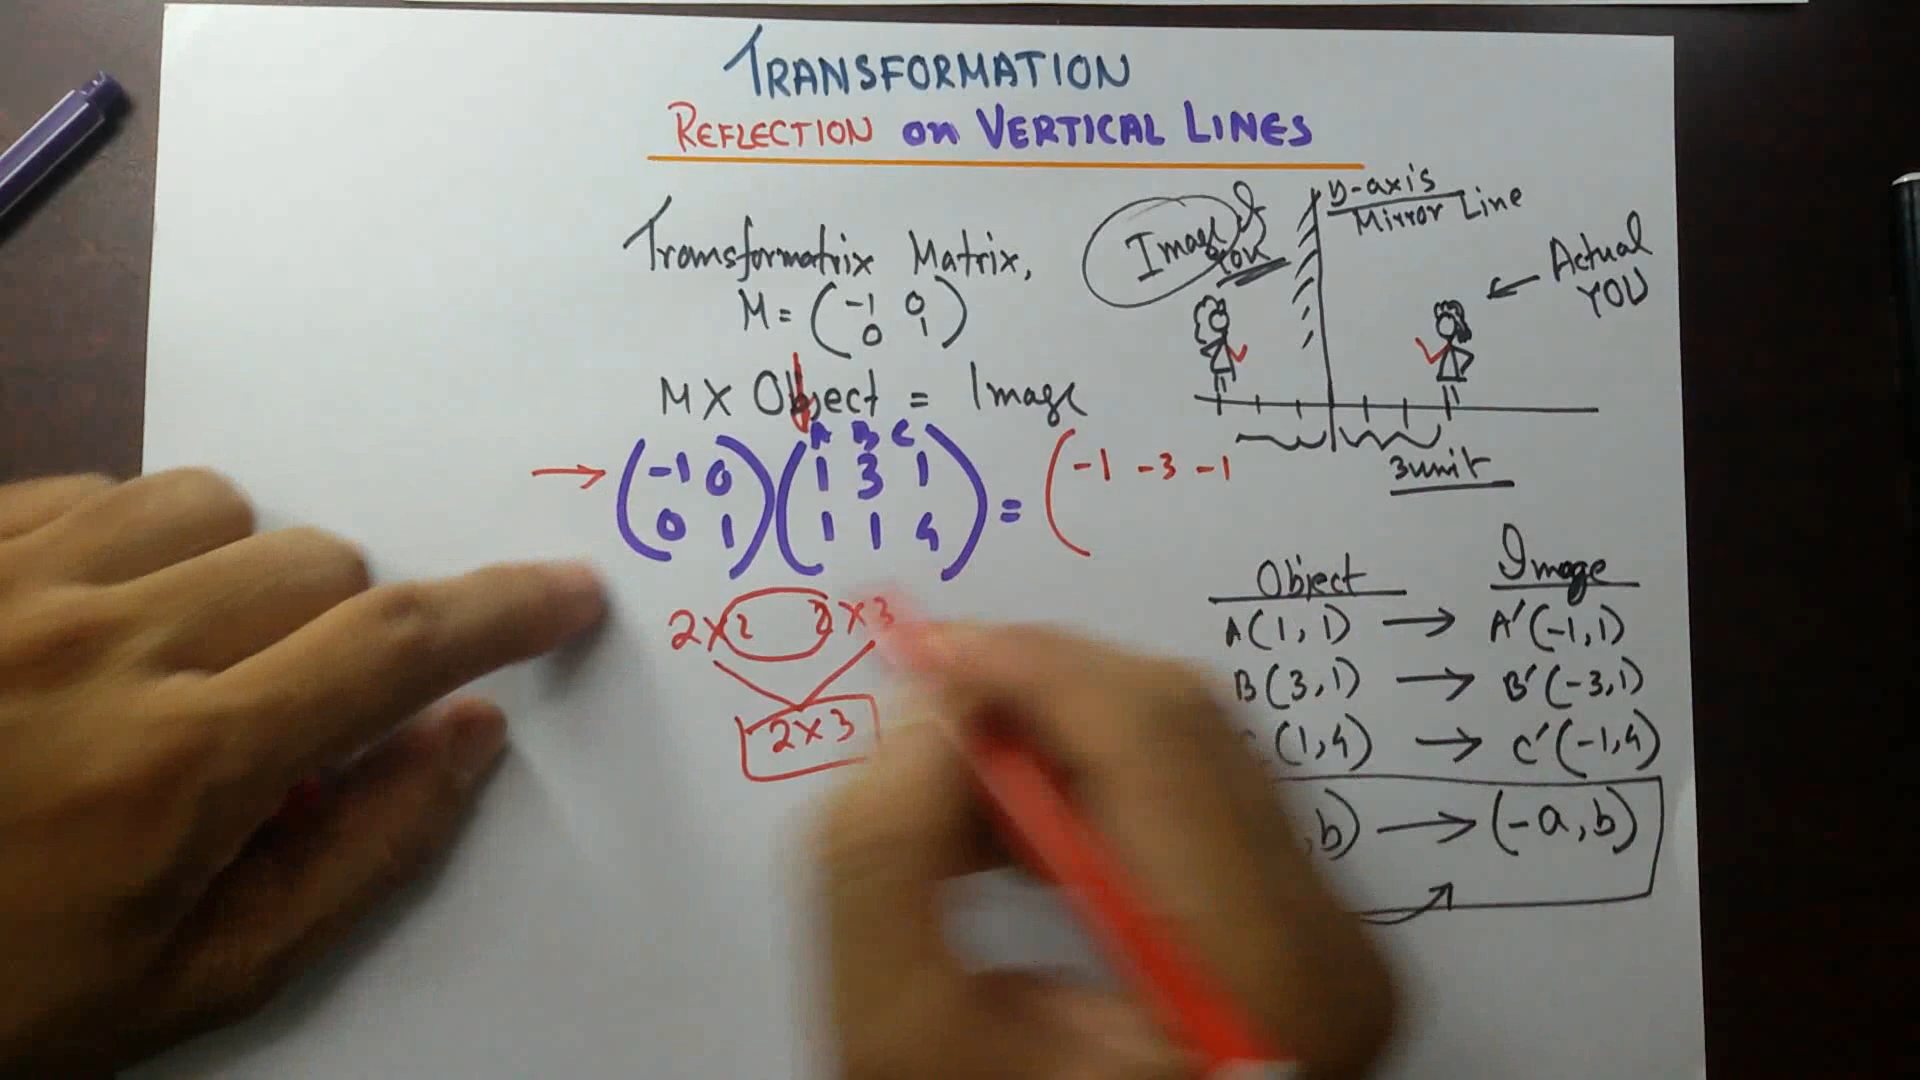 TRANSFORMATION
REFLECTION on VERTICAL LINES
Transformatrix Matrix,
M = (-1 0
0 1)
M X Object = Image
A B C
(-1 0) (1 3 1) = (-1 -3 -1
(0 1) (1 1 4)
2x2 2x3
2x3
Image of
YOU
y-axis
Mirror Line
Actual
YOU
3unit
Object Image
A(1,1) → A'(-1,1)
B(3,1) → B'(-3,1)
(1,4) → C'(-1,4)
,b) → (-a,b)